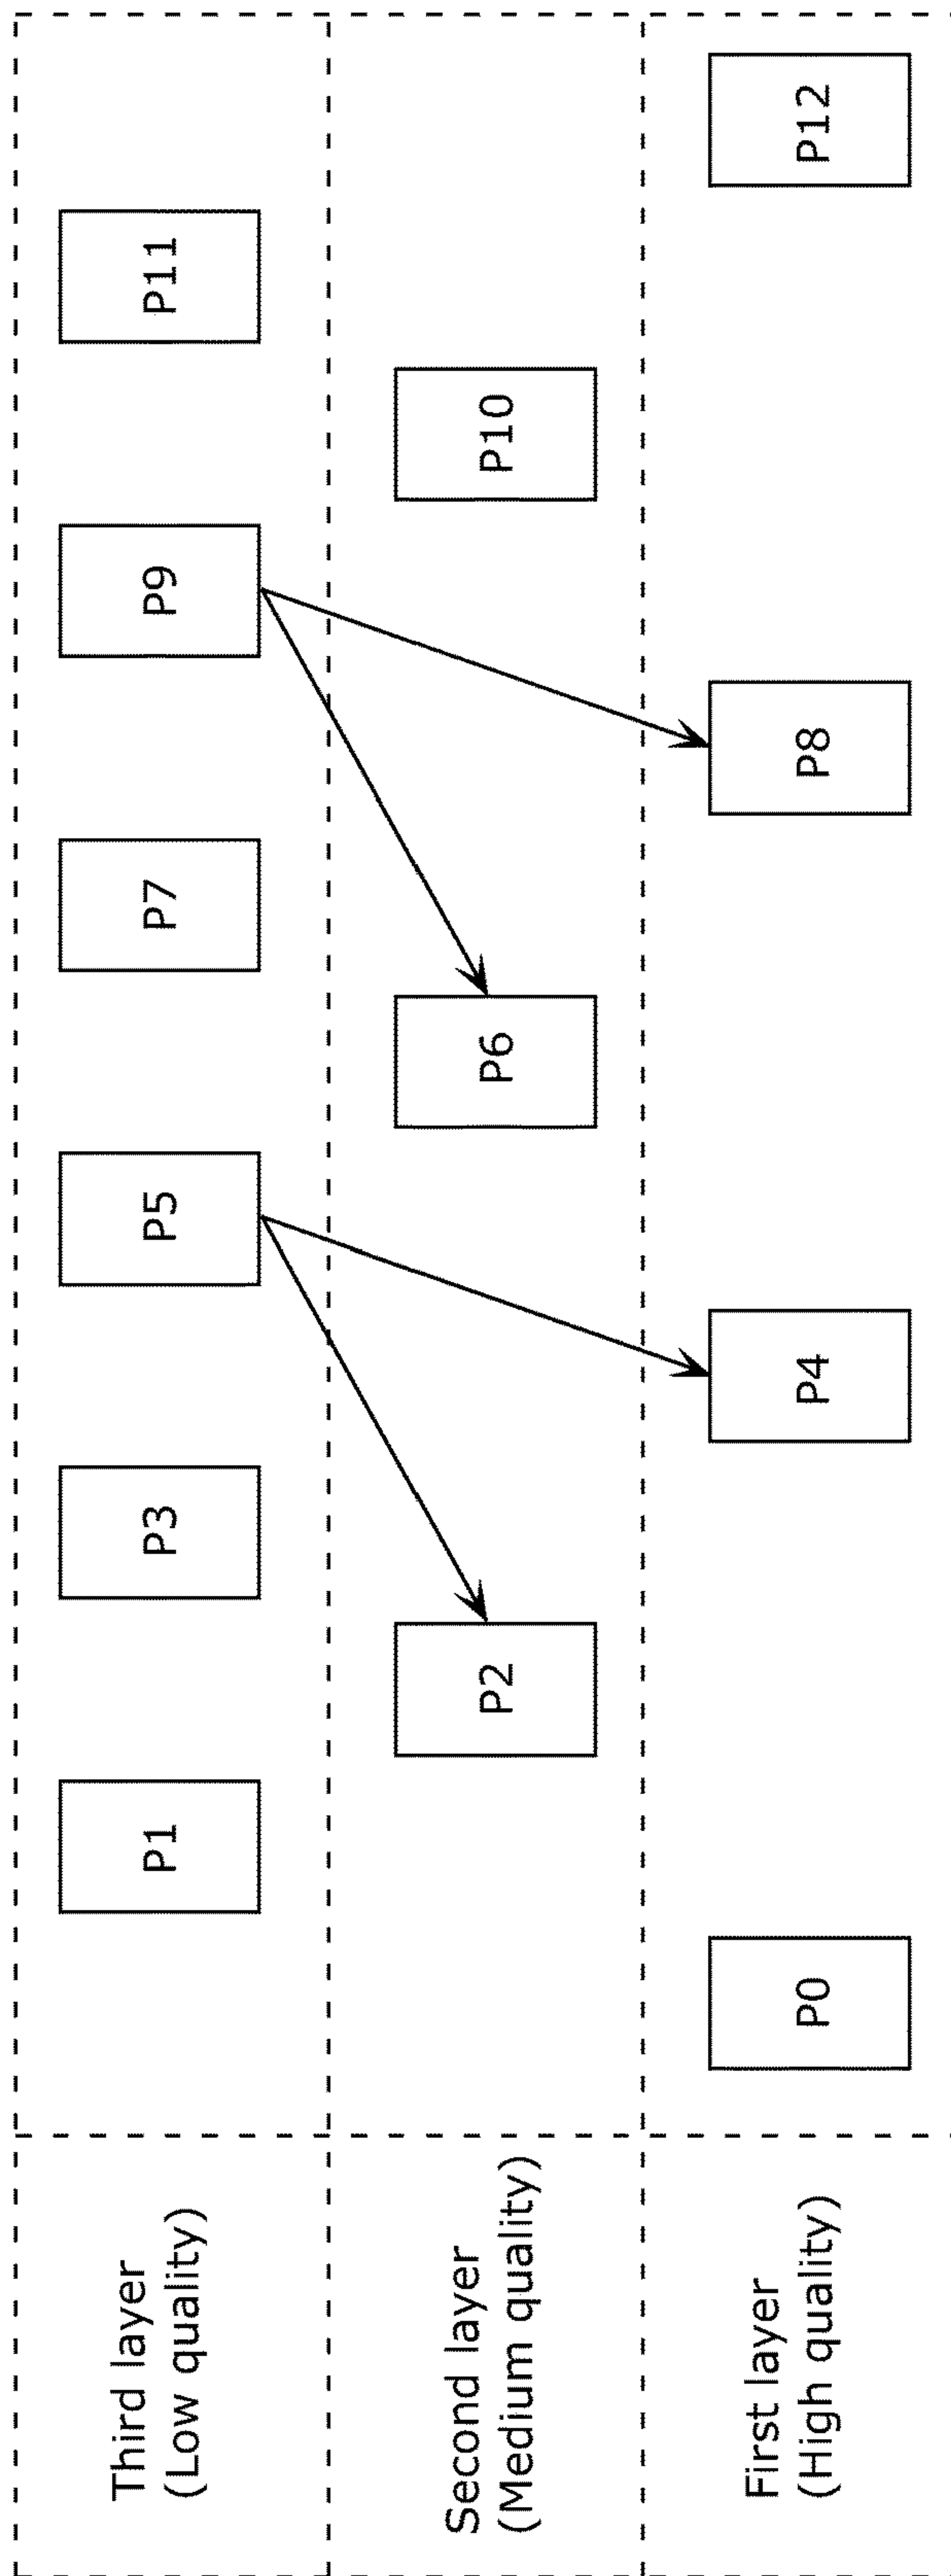 Third layer
(Low quality)
P1
P3
P5
P7
P9
P11
Second layer
(Medium quality)
P2
P6
P10
First layer
(High quality)
P0
P4
P8
P12